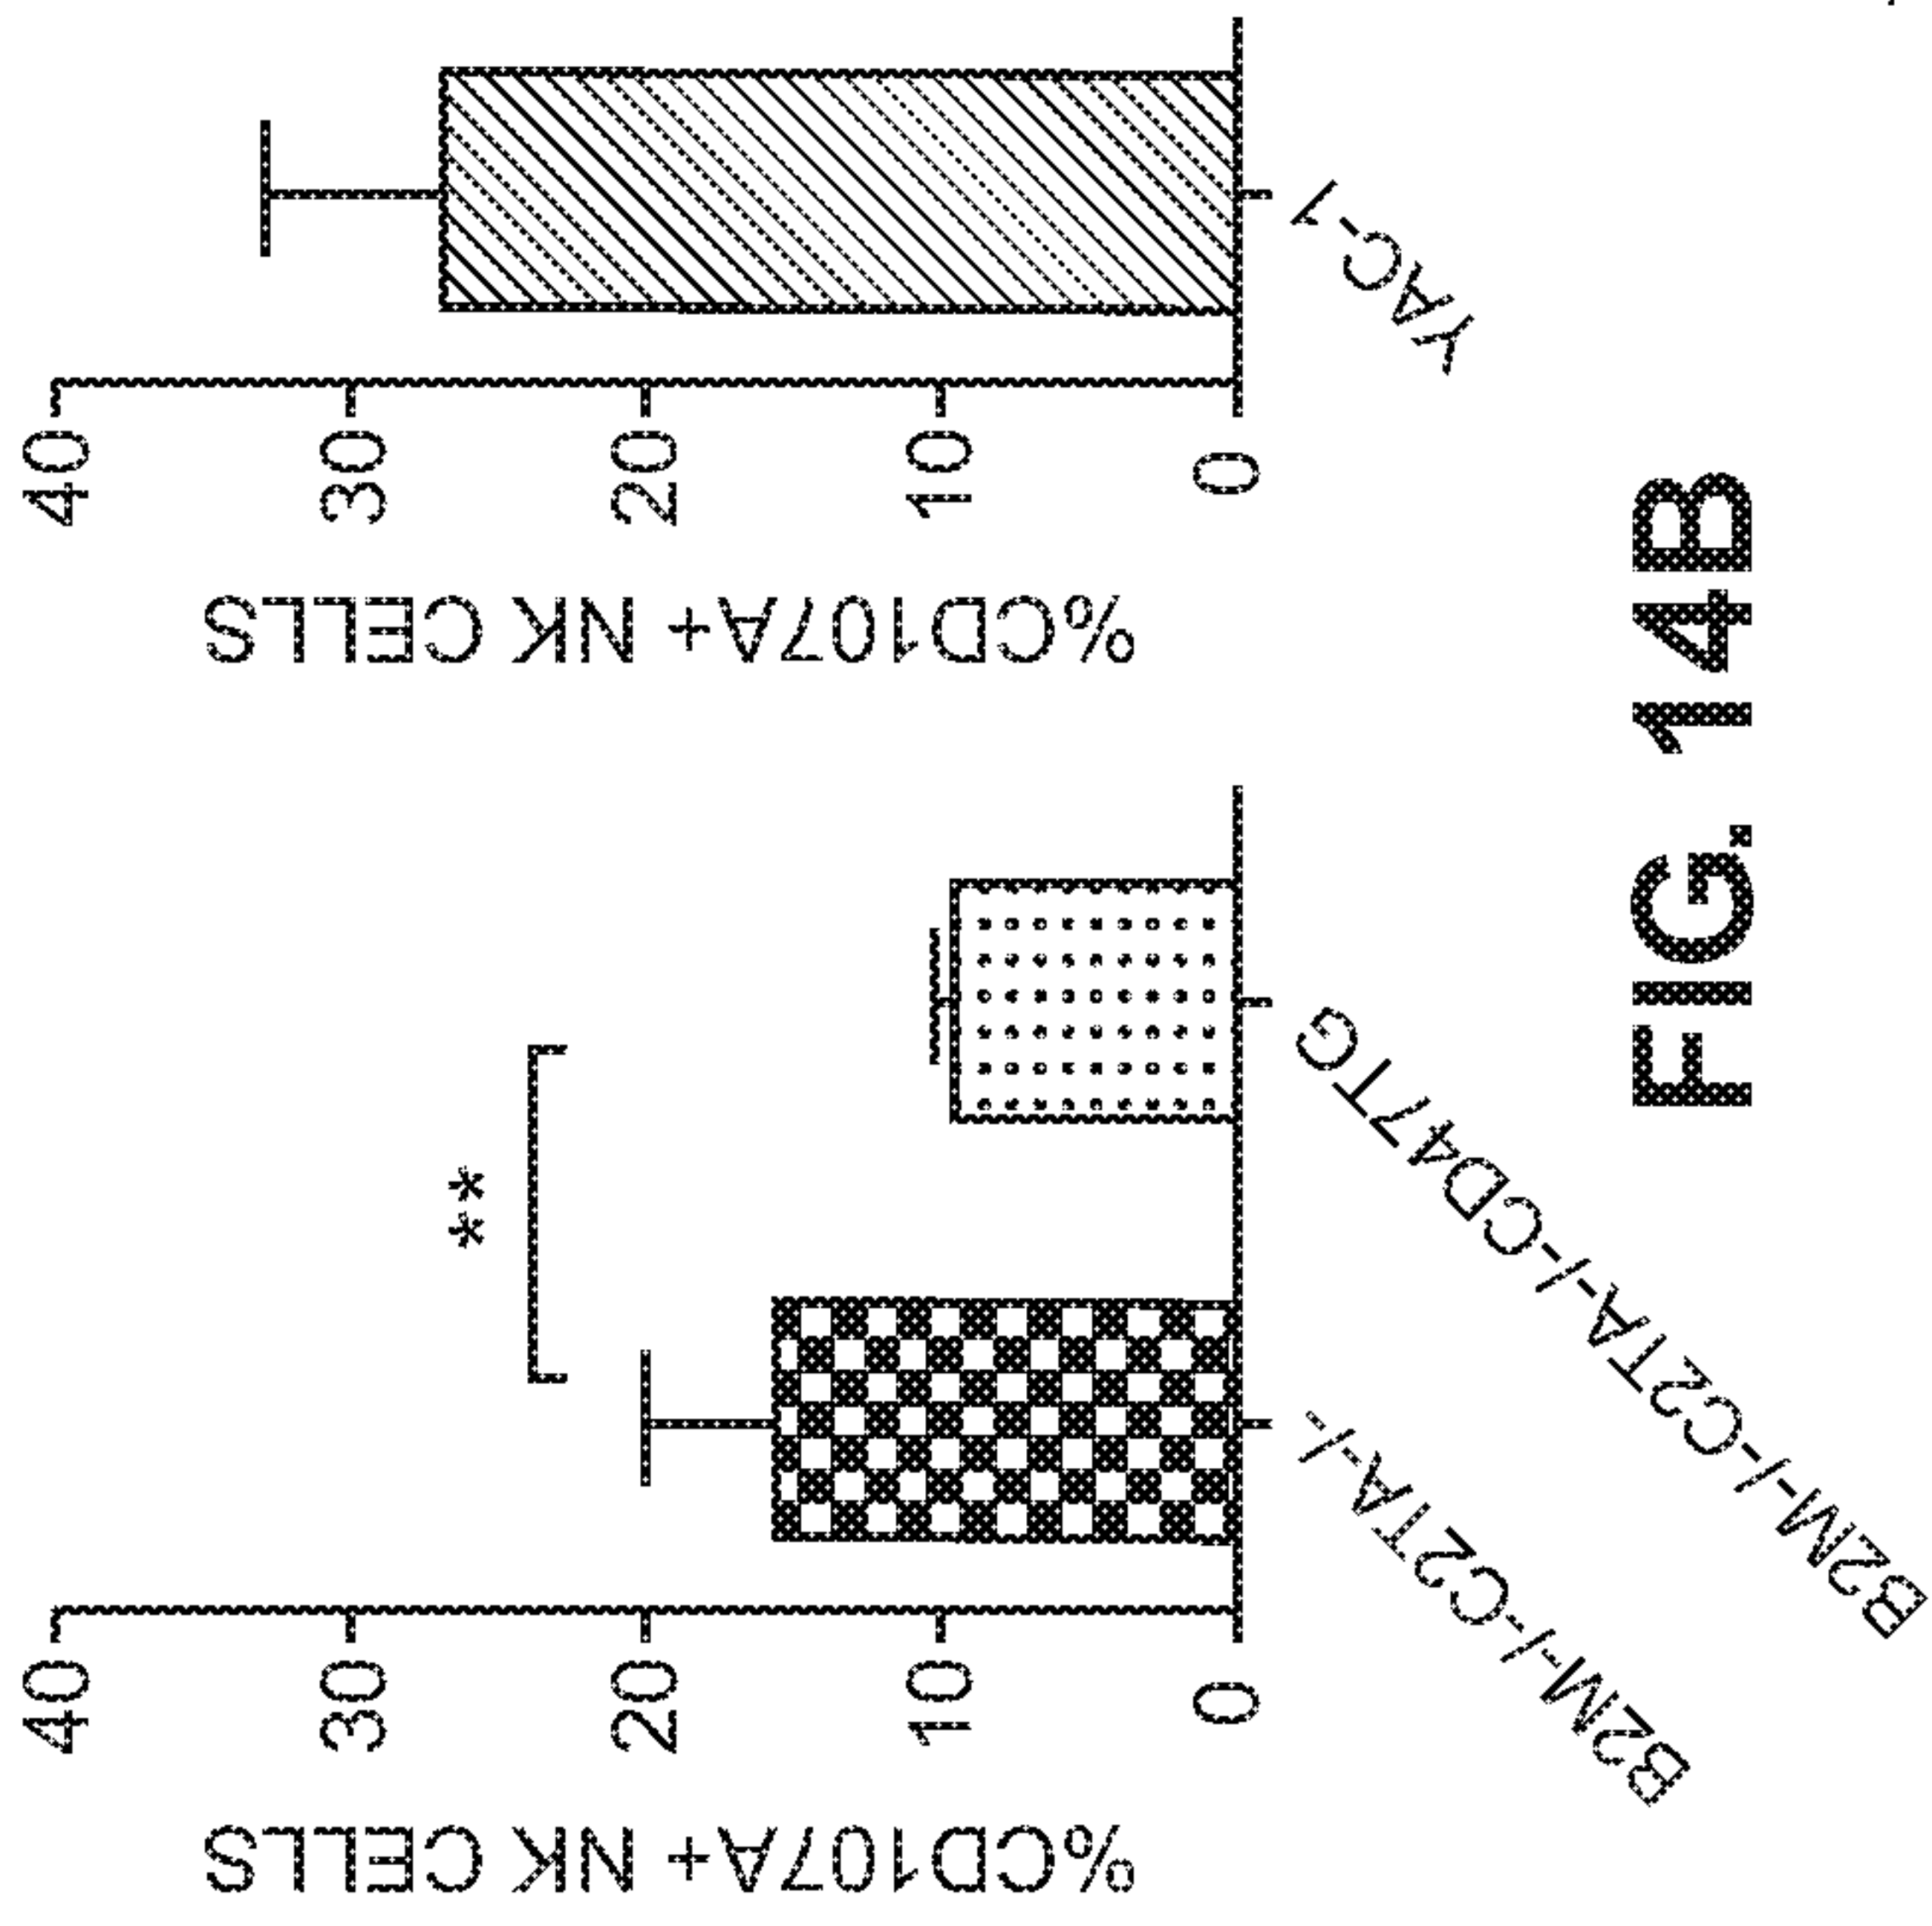 %CD107A+ NK CELLS
40
30
20
10
0
**
B2M-/-C2TA-/-
B2M-/-C2TA-/-CD47TG
%CD107A+ NK CELLS
40
30
20
10
0
YAC-1
FIG. 14B